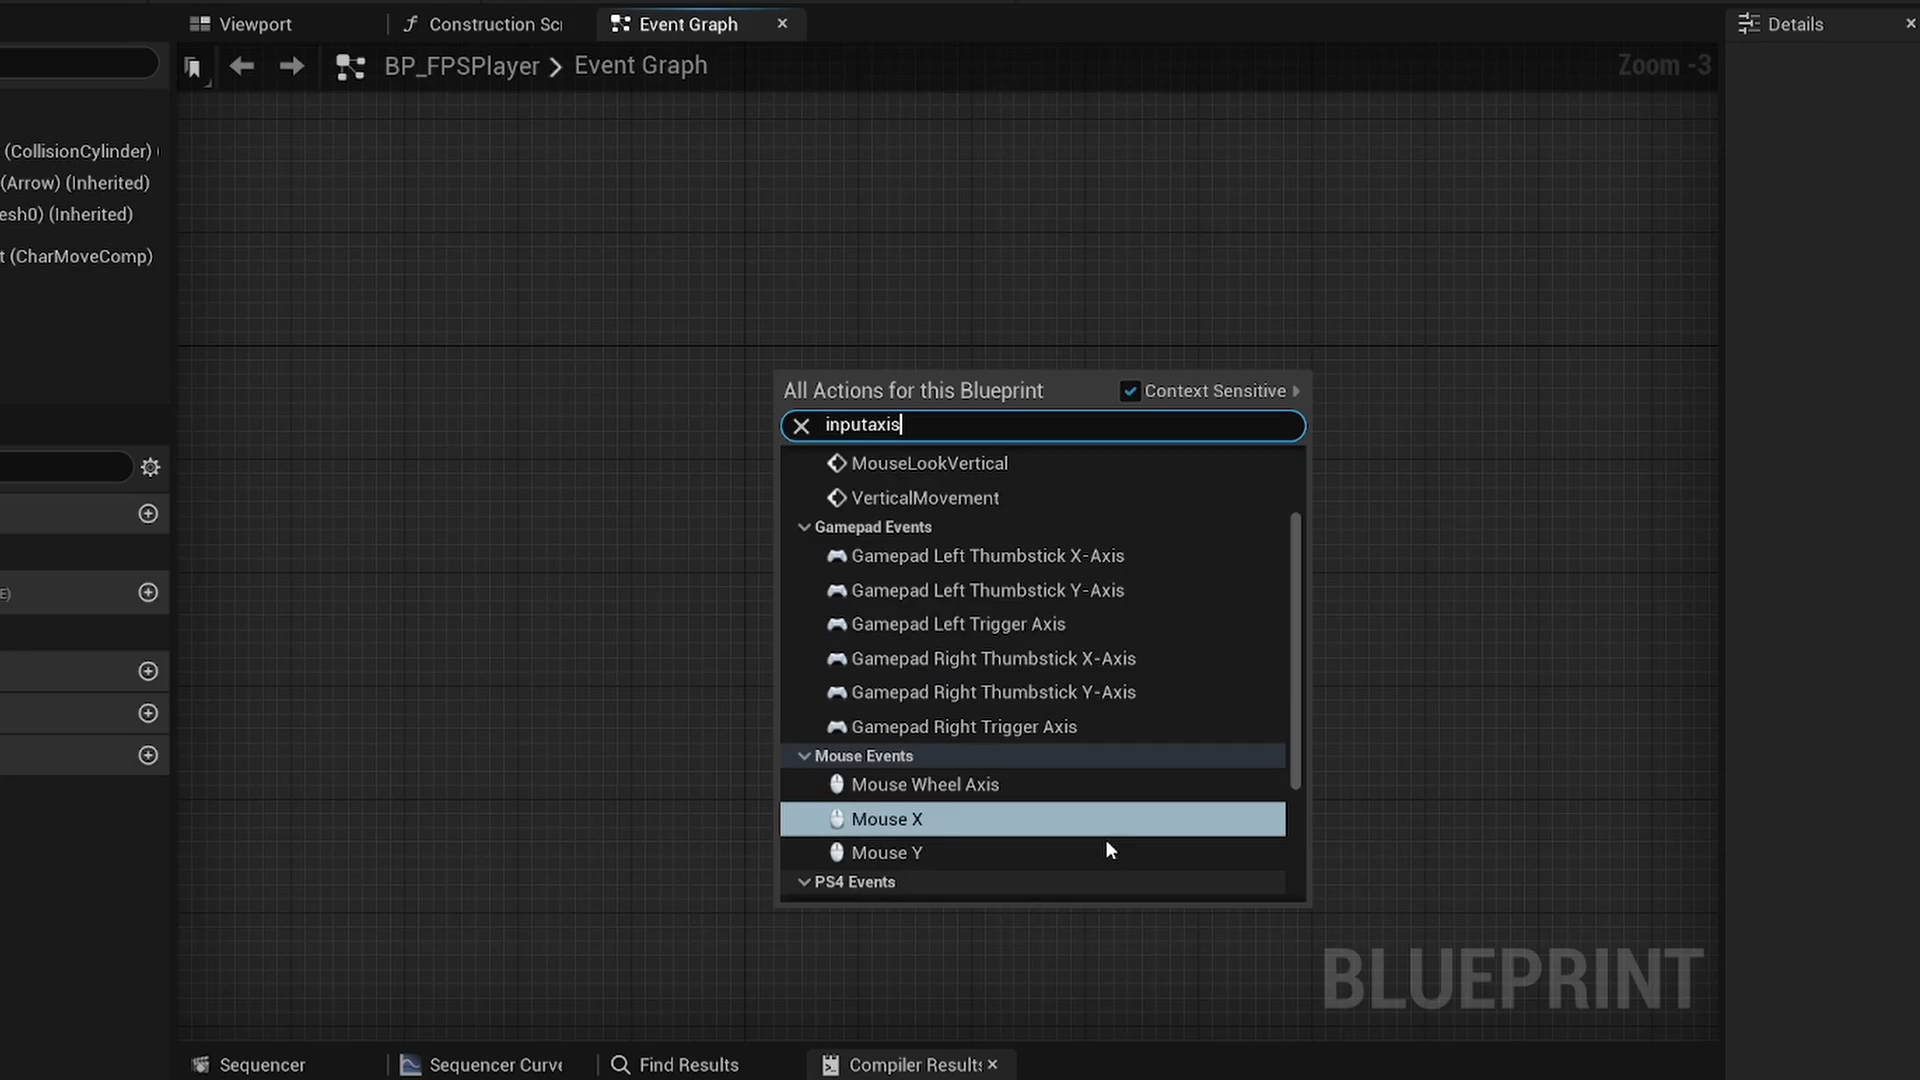 Viewport
Construction Scr
Event Graph
Details
BP_FPSPlayer > Event Graph
Zoom -3
(CollisionCylinder)
(Arrow) (Inherited)
esh0) (Inherited)
t (CharMoveComp)
E)
All Actions for this Blueprint
Context Sensitive
inputaxis
MouseLookVertical
VerticalMovement
Gamepad Events
Gamepad Left Thumbstick X-Axis
Gamepad Left Thumbstick Y-Axis
Gamepad Left Trigger Axis
Gamepad Right Thumbstick X-Axis
Gamepad Right Thumbstick Y-Axis
Gamepad Right Trigger Axis
Mouse Events
Mouse Wheel Axis
Mouse X
Mouse Y
PS4 Events
BLUEPRINT
Sequencer
Sequencer Curve
Find Results
Compiler Results